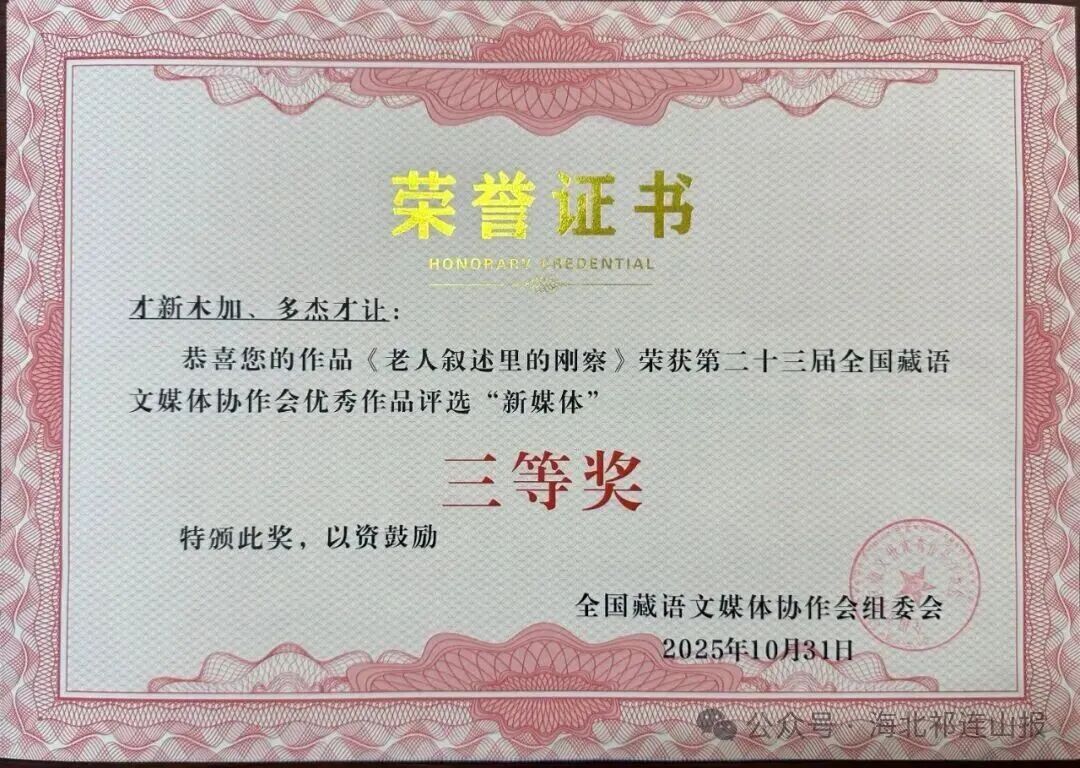 荣誉证书
HONORARY CREDENTIAL
才新木加、多杰才让：
恭喜您的作品《老人叙述里的刚察》荣获第二十三届全国藏语
文媒体协作会优秀作品评选“新媒体”
三等奖
特颁此奖，以资鼓励
全国藏语文媒体协作会组委会
2025年10月31日
公众号·海北祁连山报